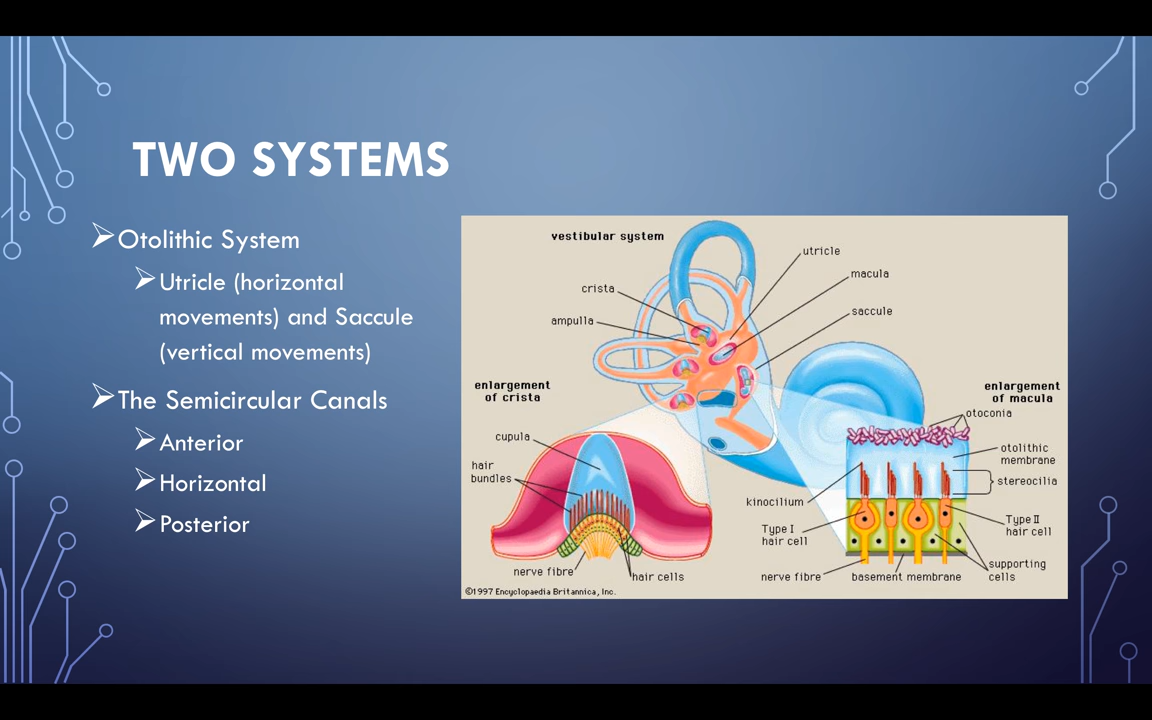 TWO SYSTEMS
Otolithic System
Utricle (horizontal
movements) and Saccule
(vertical movements)
The Semicircular Canals
Anterior
Horizontal
Posterior
vestibular system
utricle
macula
crista
saccule
ampulla
enlargement
of crista
enlargement
of macula
otoconia
cupula
otolithic
membrane
hair
bundles
stereocilia
kinocilium
Type I
hair cell
Type II
hair cell
nerve fibre
hair cells
nerve fibre
basement membrane
supporting
cells
©1997 Encyclopaedia Britannica, Inc.